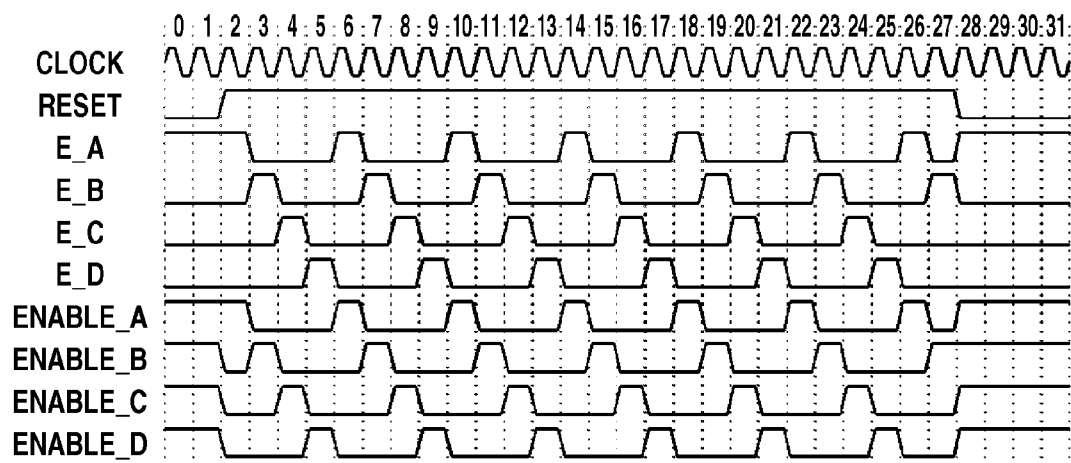 0 1 2 3 4 5 6 7 8 9 10 11 12 13 14 15 16 17 18 19 20 21 22 23 24 25 26 27 28 29 30 31
CLOCK
RESET
E_A
E_B
E_C
E_D
ENABLE_A
ENABLE_B
ENABLE_C
ENABLE_D